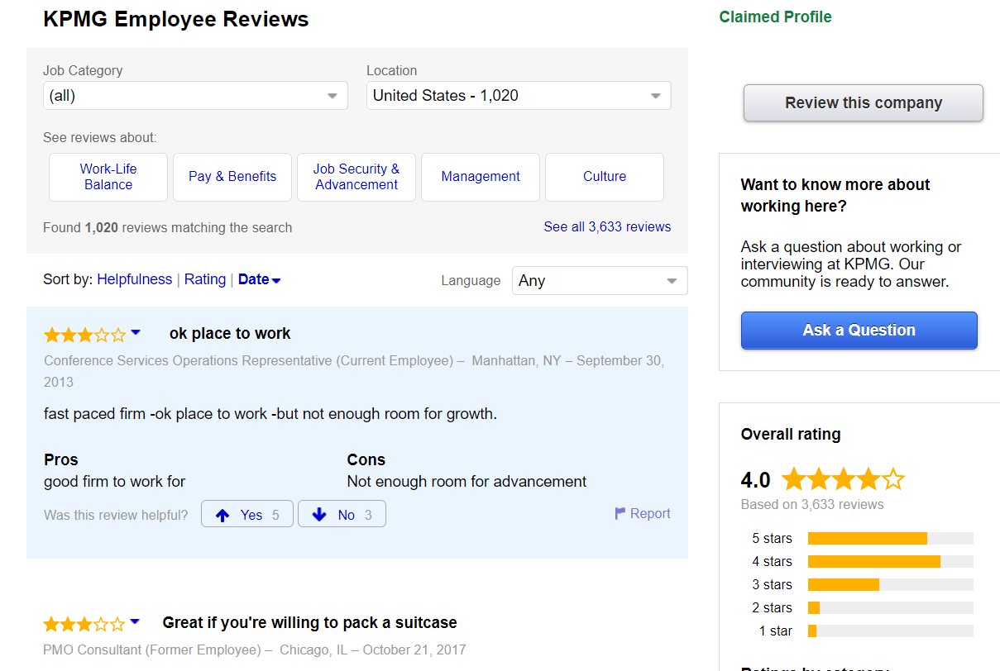 KPMG Employee Reviews
Job Category
Location
(all)
United States - 1,020
See reviews about:
Work-Life
Balance
Pay & Benefits
Job Security &
Advancement
Management
Culture
Found 1,020 reviews matching the search
See all 3,633 reviews
Sort by: Helpfulness | Rating | Date
Language
Any
ok place to work
Conference Services Operations Representative (Current Employee) – Manhattan, NY – September 30,
2013
fast paced firm -ok place to work -but not enough room for growth.
Pros
good firm to work for
Cons
Not enough room for advancement
Was this review helpful?
Yes 5
No 3
Report
Great if you're willing to pack a suitcase
PMO Consultant (Former Employee) – Chicago, IL – October 21, 2017
Claimed Profile
Review this company
Want to know more about
working here?
Ask a question about working or
interviewing at KPMG. Our
community is ready to answer.
Ask a Question
Overall rating
4.0
Based on 3,633 reviews
5 stars
4 stars
3 stars
2 stars
1 star
Ratings by category